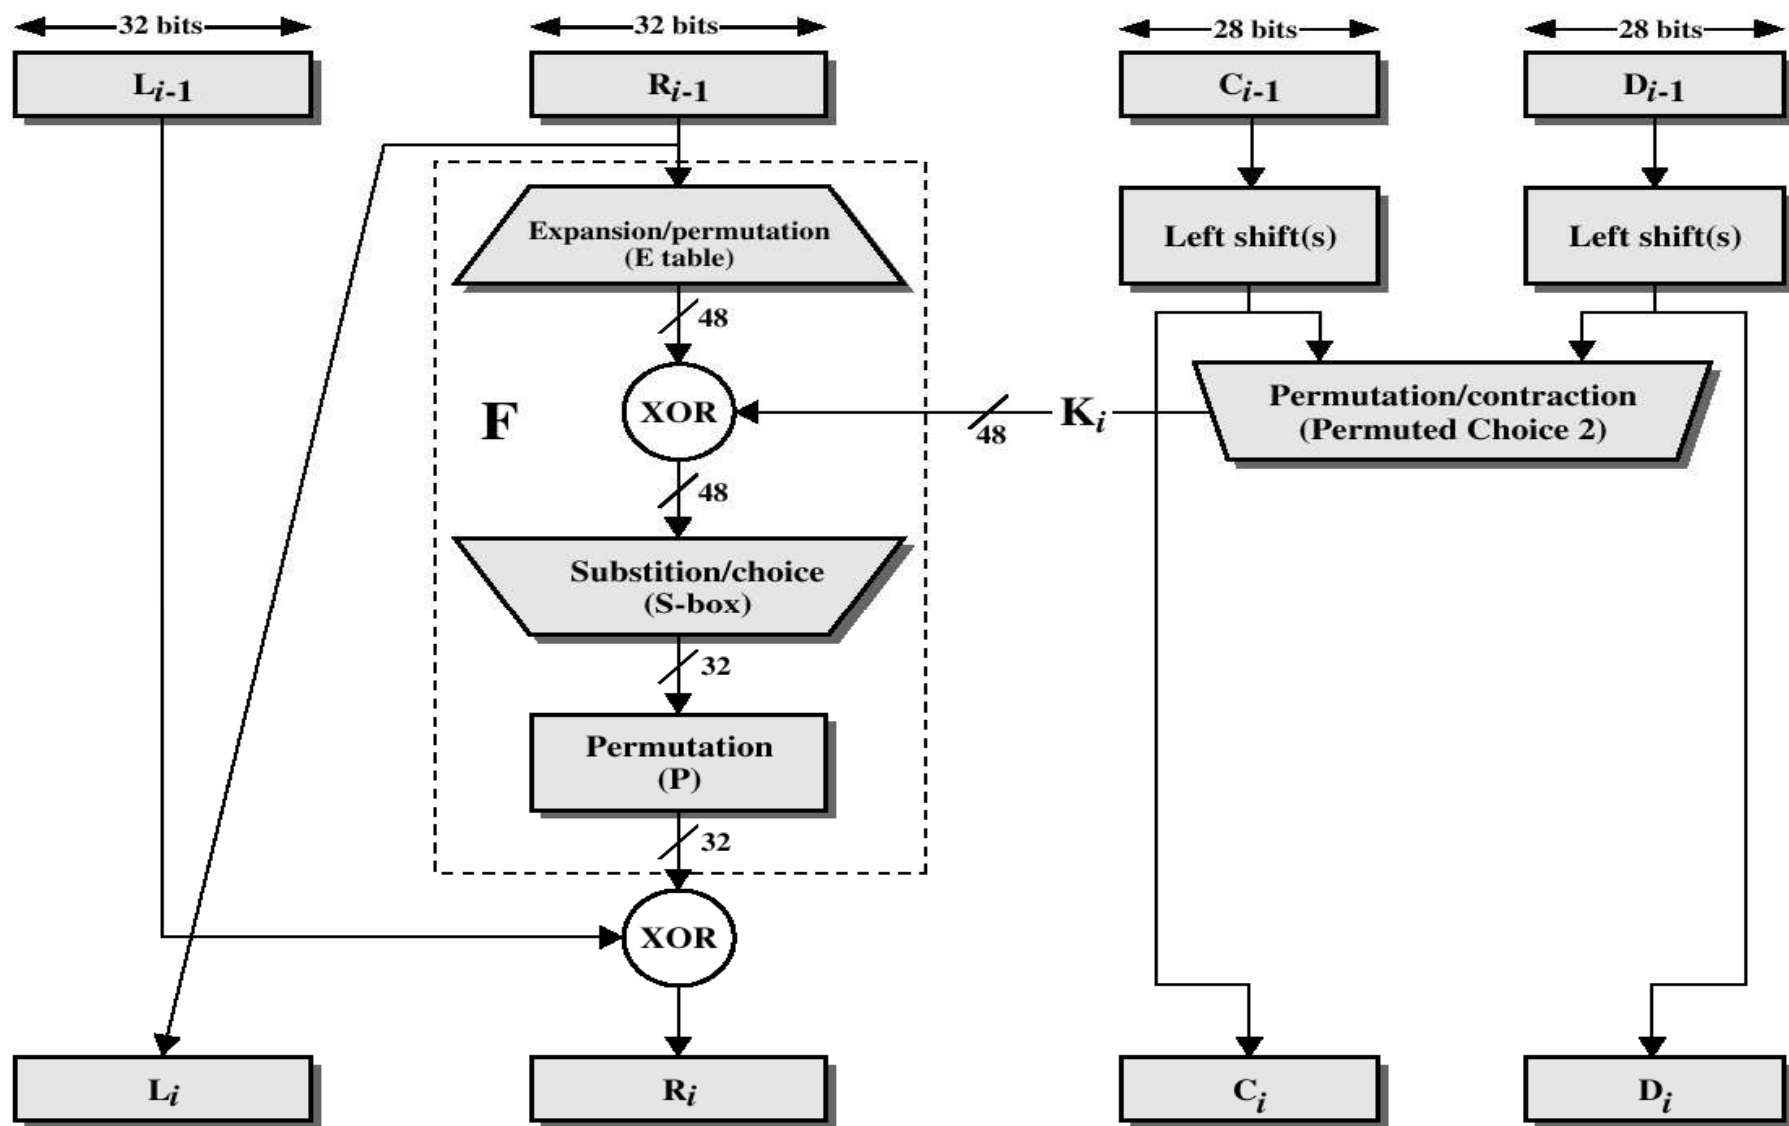 32 bits
32 bits
28 bits
28 bits
Li-1
Ri-1
Ci-1
Di-1
Expansion/permutation
(E table)
Left shift(s)
Left shift(s)
48
F
XOR
48
Ki
Permutation/contraction
(Permuted Choice 2)
48
Substition/choice
(S-box)
32
Permutation
(P)
32
XOR
Li
Ri
Ci
Di